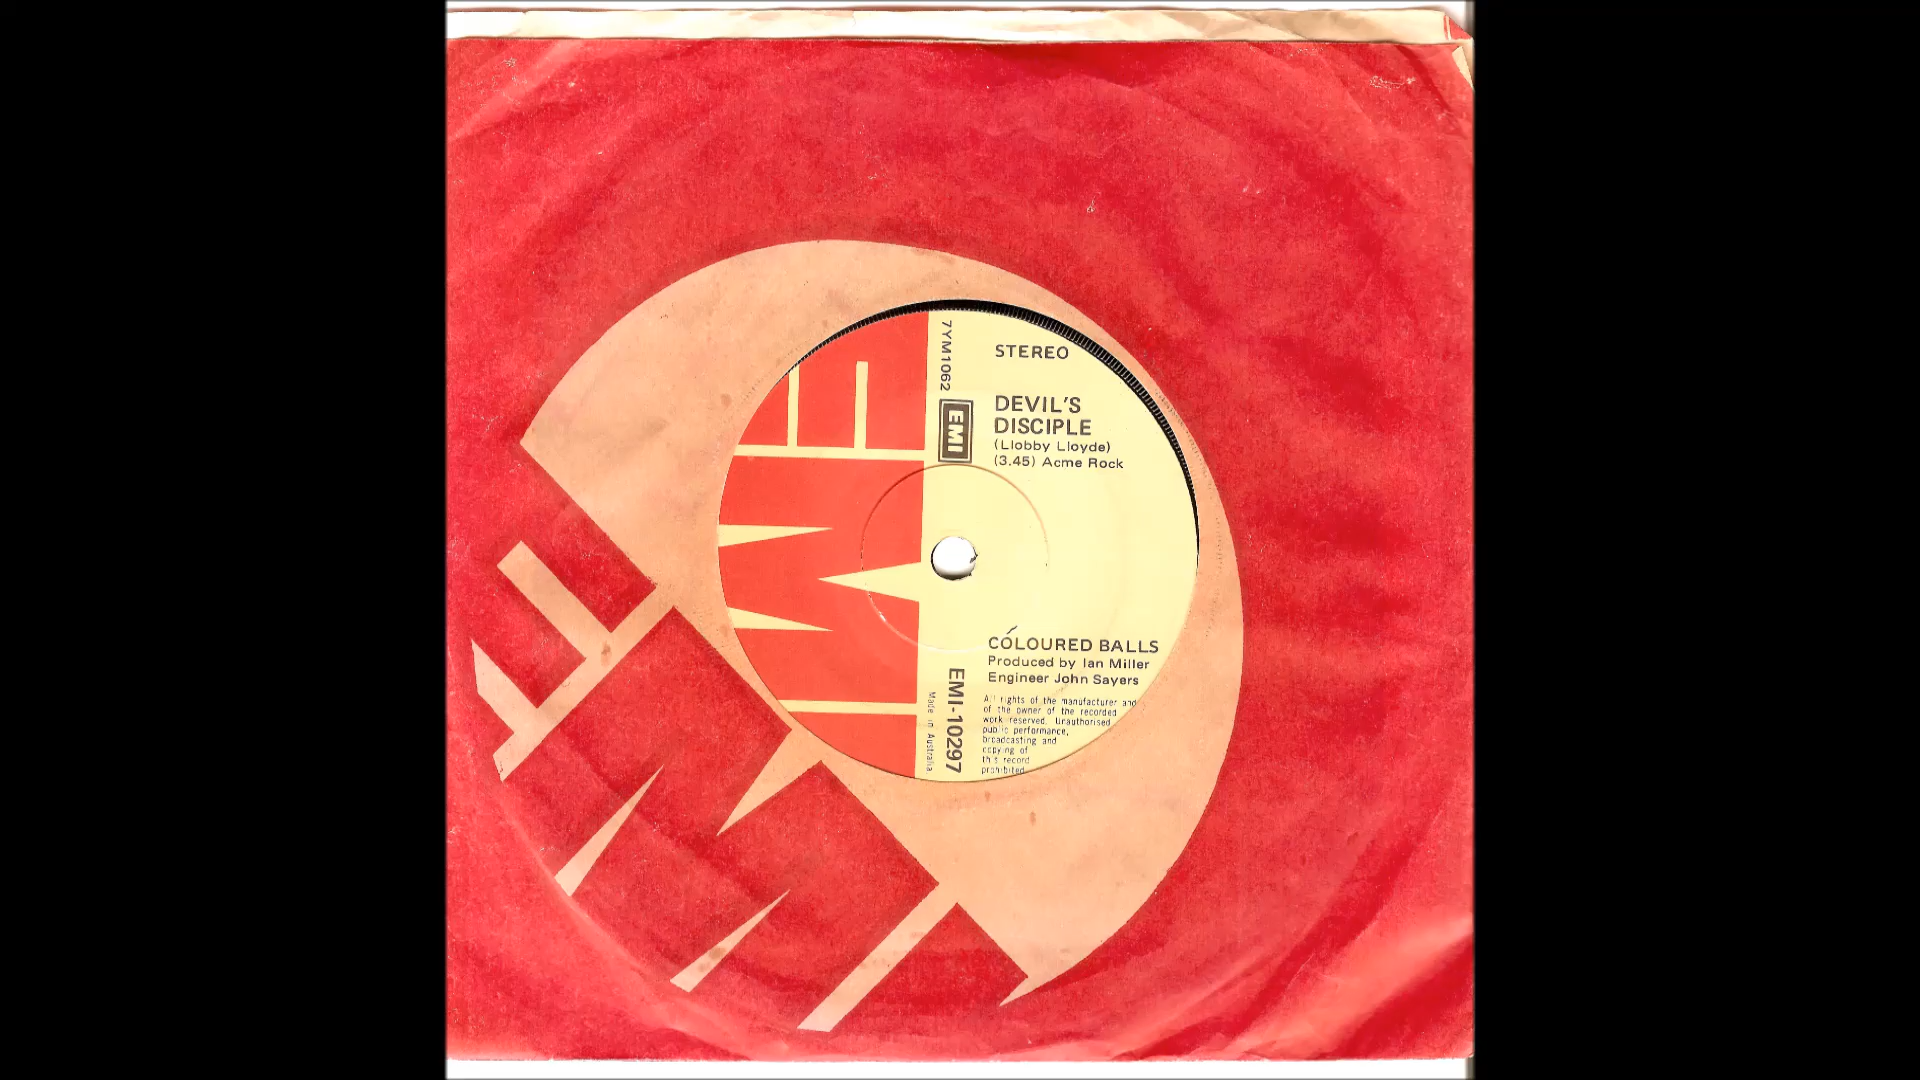 STEREO
7YM1062
EMI
DEVIL'S
DISCIPLE
(Llobby Lloyde)
(3.45) Acme Rock
COLOURED BALLS
Produced by Ian Miller
Engineer John Sayers
EMI-10297
Made in Australia
All rights of the manufacturer and
of the owner of the recorded
work reserved. Unauthorised
public performance,
broadcasting and
copying of
this record
prohibited
EMI
EMI